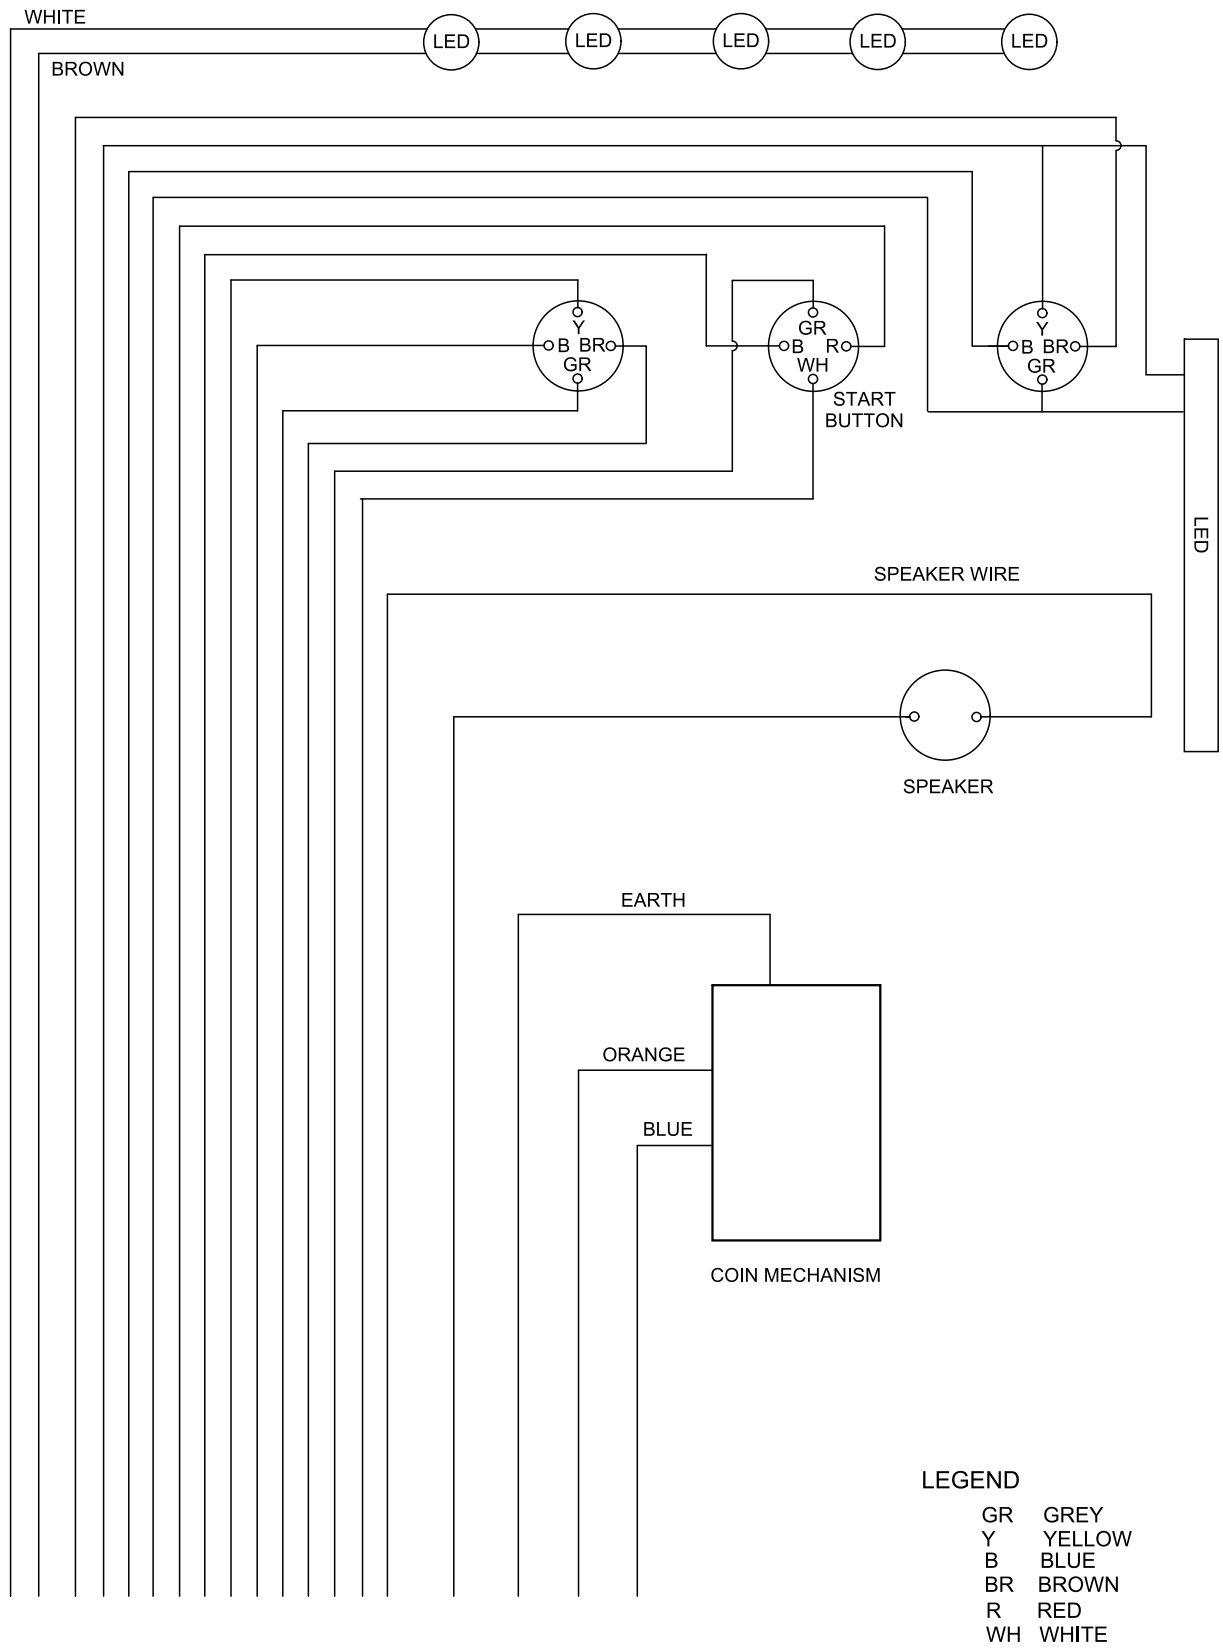 WHITE
LED LED LED LED LED
BROWN
Y
B BR
GR
GR
B R
WH
START
BUTTON
Y
B BR
GR
LED
SPEAKER WIRE
SPEAKER
EARTH
ORANGE
BLUE
COIN MECHANISM
LEGEND
GR GREY
Y YELLOW
B BLUE
BR BROWN
R RED
WH WHITE